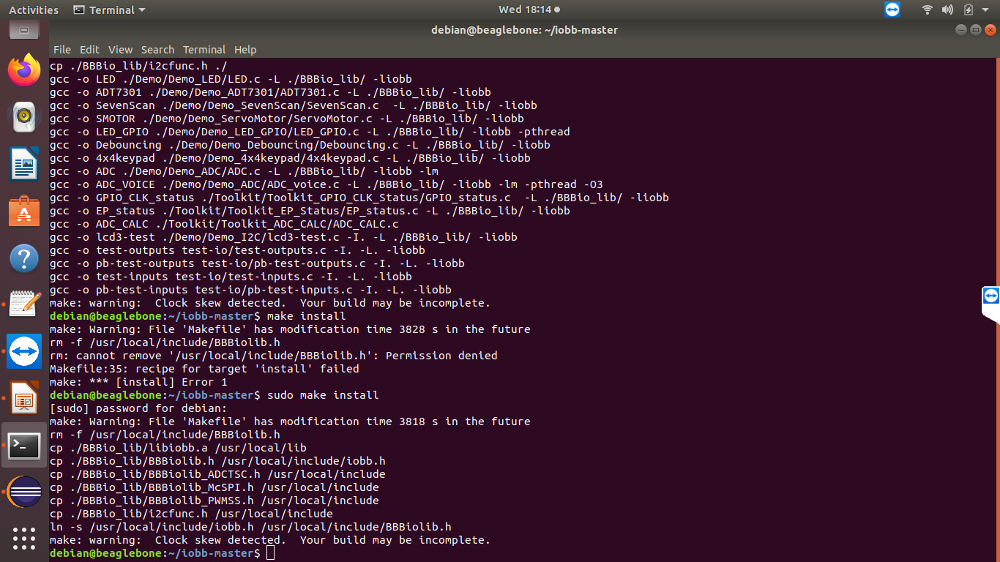 Activities
Terminal
Wed 18:14
debian@beaglebone: ~/iobb-master
File Edit View Search Terminal Help
cp ./BBBio_lib/i2cfunc.h ./
gcc -o LED ./Demo/Demo_LED/LED.c -L ./BBBio_lib/ -liobb
gcc -o ADT7301 ./Demo/Demo_ADT7301/ADT7301.c -L ./BBBio_lib/ -liobb
gcc -o SevenScan ./Demo/Demo_SevenScan/SevenScan.c  -L ./BBBio_lib/ -liobb
gcc -o SMOTOR ./Demo/Demo_ServoMotor/ServoMotor.c -L ./BBBio_lib/ -liobb
gcc -o LED_GPIO ./Demo/Demo_LED_GPIO/LED_GPIO.c -L ./BBBio_lib/ -liobb -pthread
gcc -o Debouncing ./Demo/Demo_Debouncing/Debouncing.c -L ./BBBio_lib/ -liobb
gcc -o 4x4keypad ./Demo/Demo_4x4keypad/4x4keypad.c -L ./BBBio_lib/ -liobb
gcc -o ADC ./Demo/Demo_ADC/ADC.c -L ./BBBio_lib/ -liobb -lm
gcc -o ADC_VOICE ./Demo/Demo_ADC/ADC_voice.c -L ./BBBio_lib/ -liobb -lm -pthread -O3
gcc -o GPIO_CLK_status ./Toolkit/Toolkit_GPIO_CLK_Status/GPIO_status.c  -L ./BBBio_lib/ -liobb
gcc -o EP_status ./Toolkit/Toolkit_EP_Status/EP_status.c -L ./BBBio_lib/ -liobb
gcc -o ADC_CALC ./Toolkit/Toolkit_ADC_CALC/ADC_CALC.c
gcc -o lcd3-test ./Demo/Demo_I2C/lcd3-test.c -I. -L ./BBBio_lib/ -liobb
gcc -o test-outputs test-io/test-outputs.c -I. -L. -liobb
gcc -o pb-test-outputs test-io/pb-test-outputs.c -I. -L. -liobb
gcc -o test-inputs test-io/test-inputs.c -I. -L. -liobb
gcc -o pb-test-inputs test-io/pb-test-inputs.c -I. -L. -liobb
make: warning:  Clock skew detected.  Your build may be incomplete.
debian@beaglebone:~/iobb-master$ make install
make: Warning: File 'Makefile' has modification time 3828 s in the future
rm -f /usr/local/include/BBBiolib.h
rm: cannot remove '/usr/local/include/BBBiolib.h': Permission denied
Makefile:35: recipe for target 'install' failed
make: *** [install] Error 1
debian@beaglebone:~/iobb-master$ sudo make install
[sudo] password for debian:
make: Warning: File 'Makefile' has modification time 3818 s in the future
rm -f /usr/local/include/BBBiolib.h
cp ./BBBio_lib/libiobb.a /usr/local/lib
cp ./BBBio_lib/BBBiolib.h /usr/local/include/iobb.h
cp ./BBBio_lib/BBBiolib_ADCTSC.h /usr/local/include
cp ./BBBio_lib/BBBiolib_McSPI.h /usr/local/include
cp ./BBBio_lib/BBBiolib_PWMSS.h /usr/local/include
cp ./BBBio_lib/i2cfunc.h /usr/local/include
ln -s /usr/local/include/iobb.h /usr/local/include/BBBiolib.h
make: warning:  Clock skew detected.  Your build may be incomplete.
debian@beaglebone:~/iobb-master$